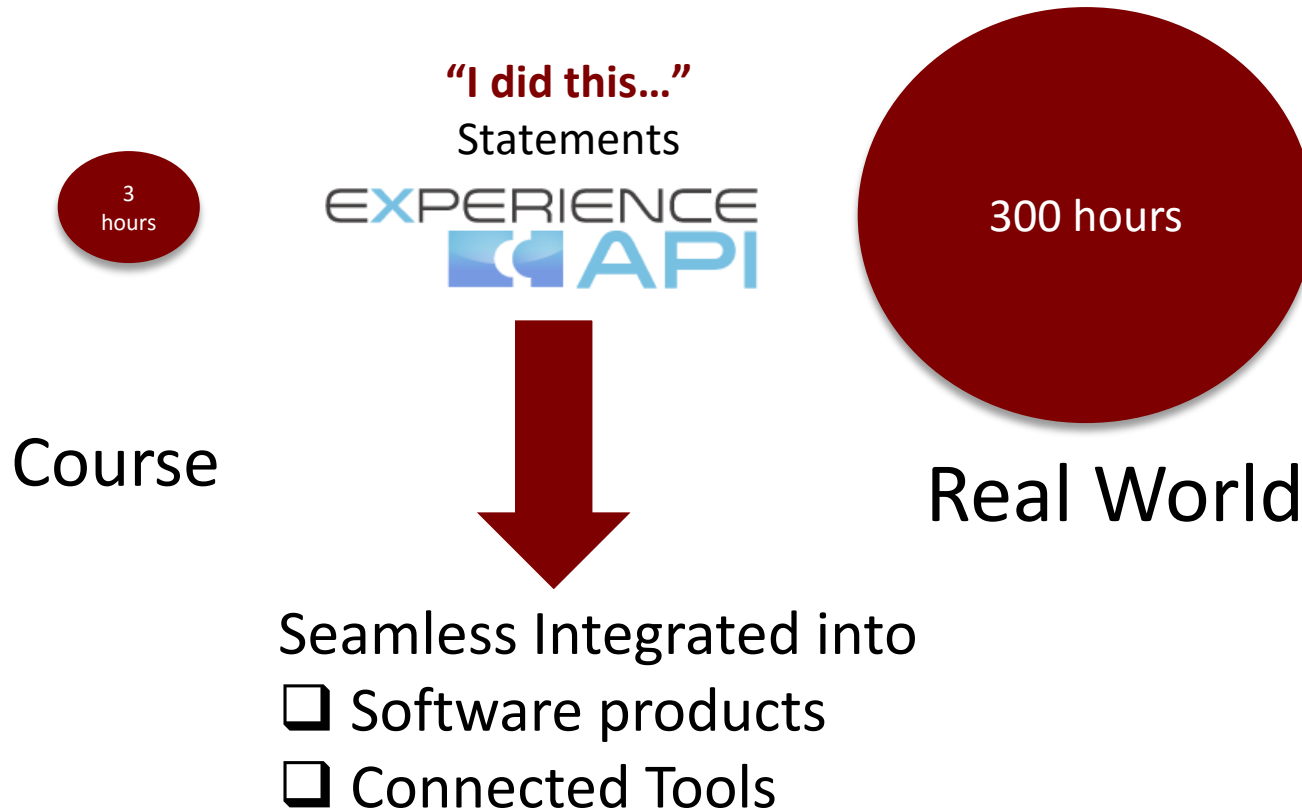 “I did this…”
Statements
EXPERIENCE
API
3
hours
300 hours
Course
Real World
Seamless Integrated into
❑ Software products
❑ Connected Tools